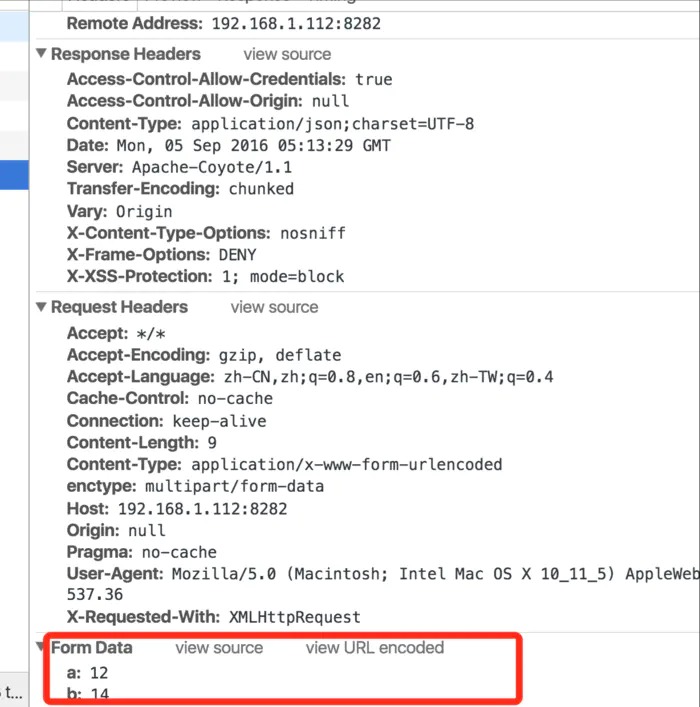 Remote Address: 192.168.1.112:8282
Response Headers view source
Access-Control-Allow-Credentials: true
Access-Control-Allow-Origin: null
Content-Type: application/json;charset=UTF-8
Date: Mon, 05 Sep 2016 05:13:29 GMT
Server: Apache-Coyote/1.1
Transfer-Encoding: chunked
Vary: Origin
X-Content-Type-Options: nosniff
X-Frame-Options: DENY
X-XSS-Protection: 1; mode=block
Request Headers view source
Accept: */*
Accept-Encoding: gzip, deflate
Accept-Language: zh-CN,zh;q=0.8,en;q=0.6,zh-TW;q=0.4
Cache-Control: no-cache
Connection: keep-alive
Content-Length: 9
Content-Type: application/x-www-form-urlencoded
enctype: multipart/form-data
Host: 192.168.1.112:8282
Origin: null
Pragma: no-cache
User-Agent: Mozilla/5.0 (Macintosh; Intel Mac OS X 10_11_5) AppleWeb
537.36
X-Requested-With: XMLHttpRequest
Form Data view source view URL encoded
a: 12
b: 14
t...